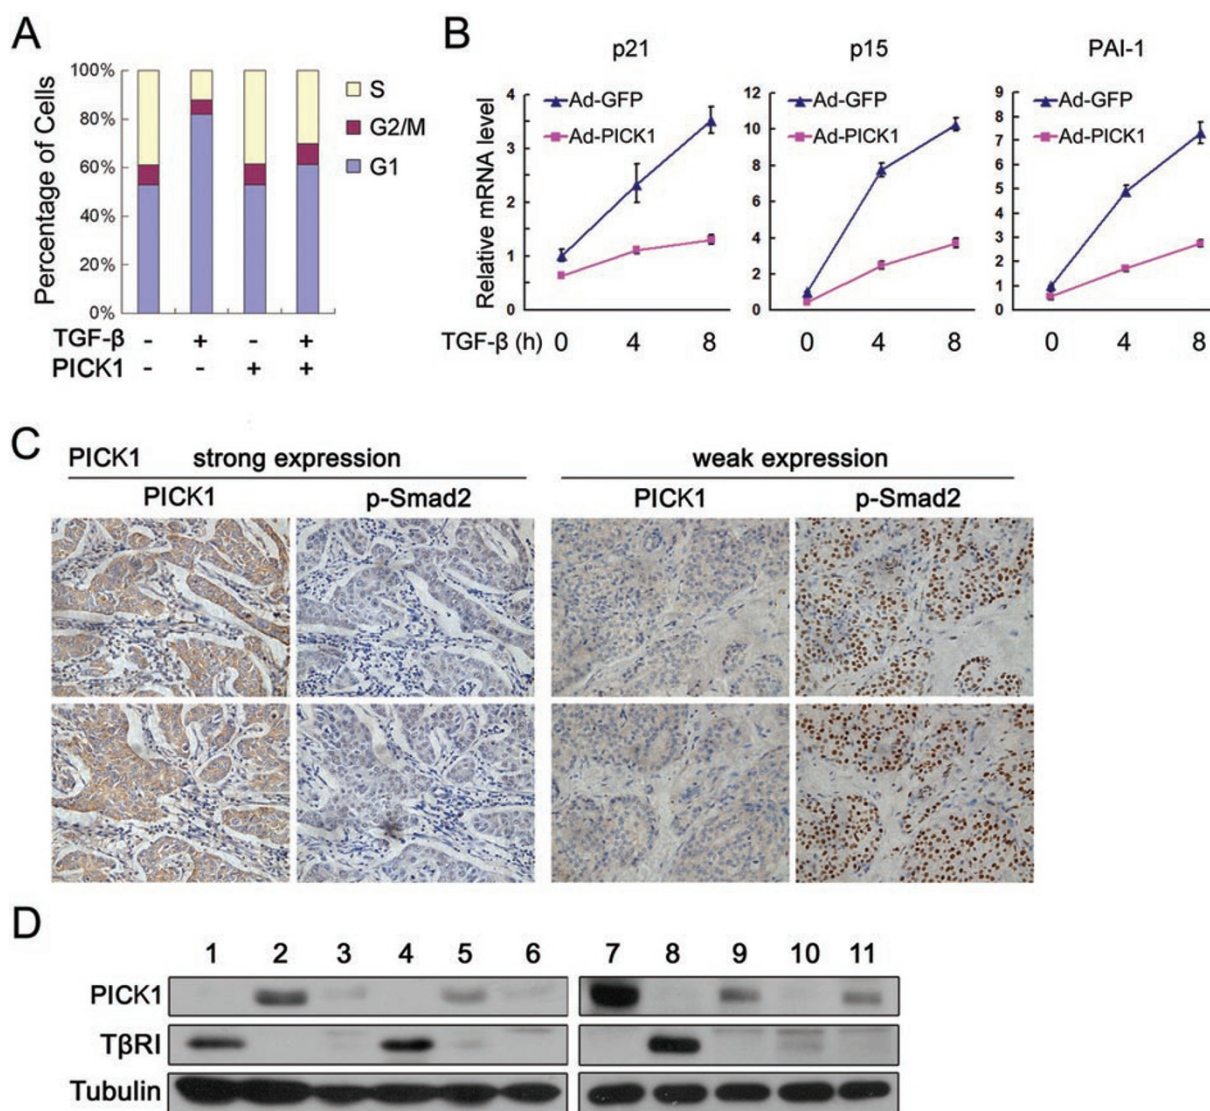 A
100%
80%
60%
40%
20%
0%
Percentage of Cells
S
G2/M
G1
TGF-β - + - +
PICK1 - - + +
B
p21 p15 PAI-1
Relative mRNA level
Ad-GFP
Ad-PICK1
4
3
2
1
0
Ad-GFP
Ad-PICK1
12
10
8
6
4
2
0
Ad-GFP
Ad-PICK1
9
8
7
6
5
4
3
2
1
0
TGF-β (h) 0 4 8 0 4 8 0 4 8
C
PICK1 strong expression weak expression
PICK1 p-Smad2 PICK1 p-Smad2
D
1 2 3 4 5 6 7 8 9 10 11
PICK1
TβRI
Tubulin